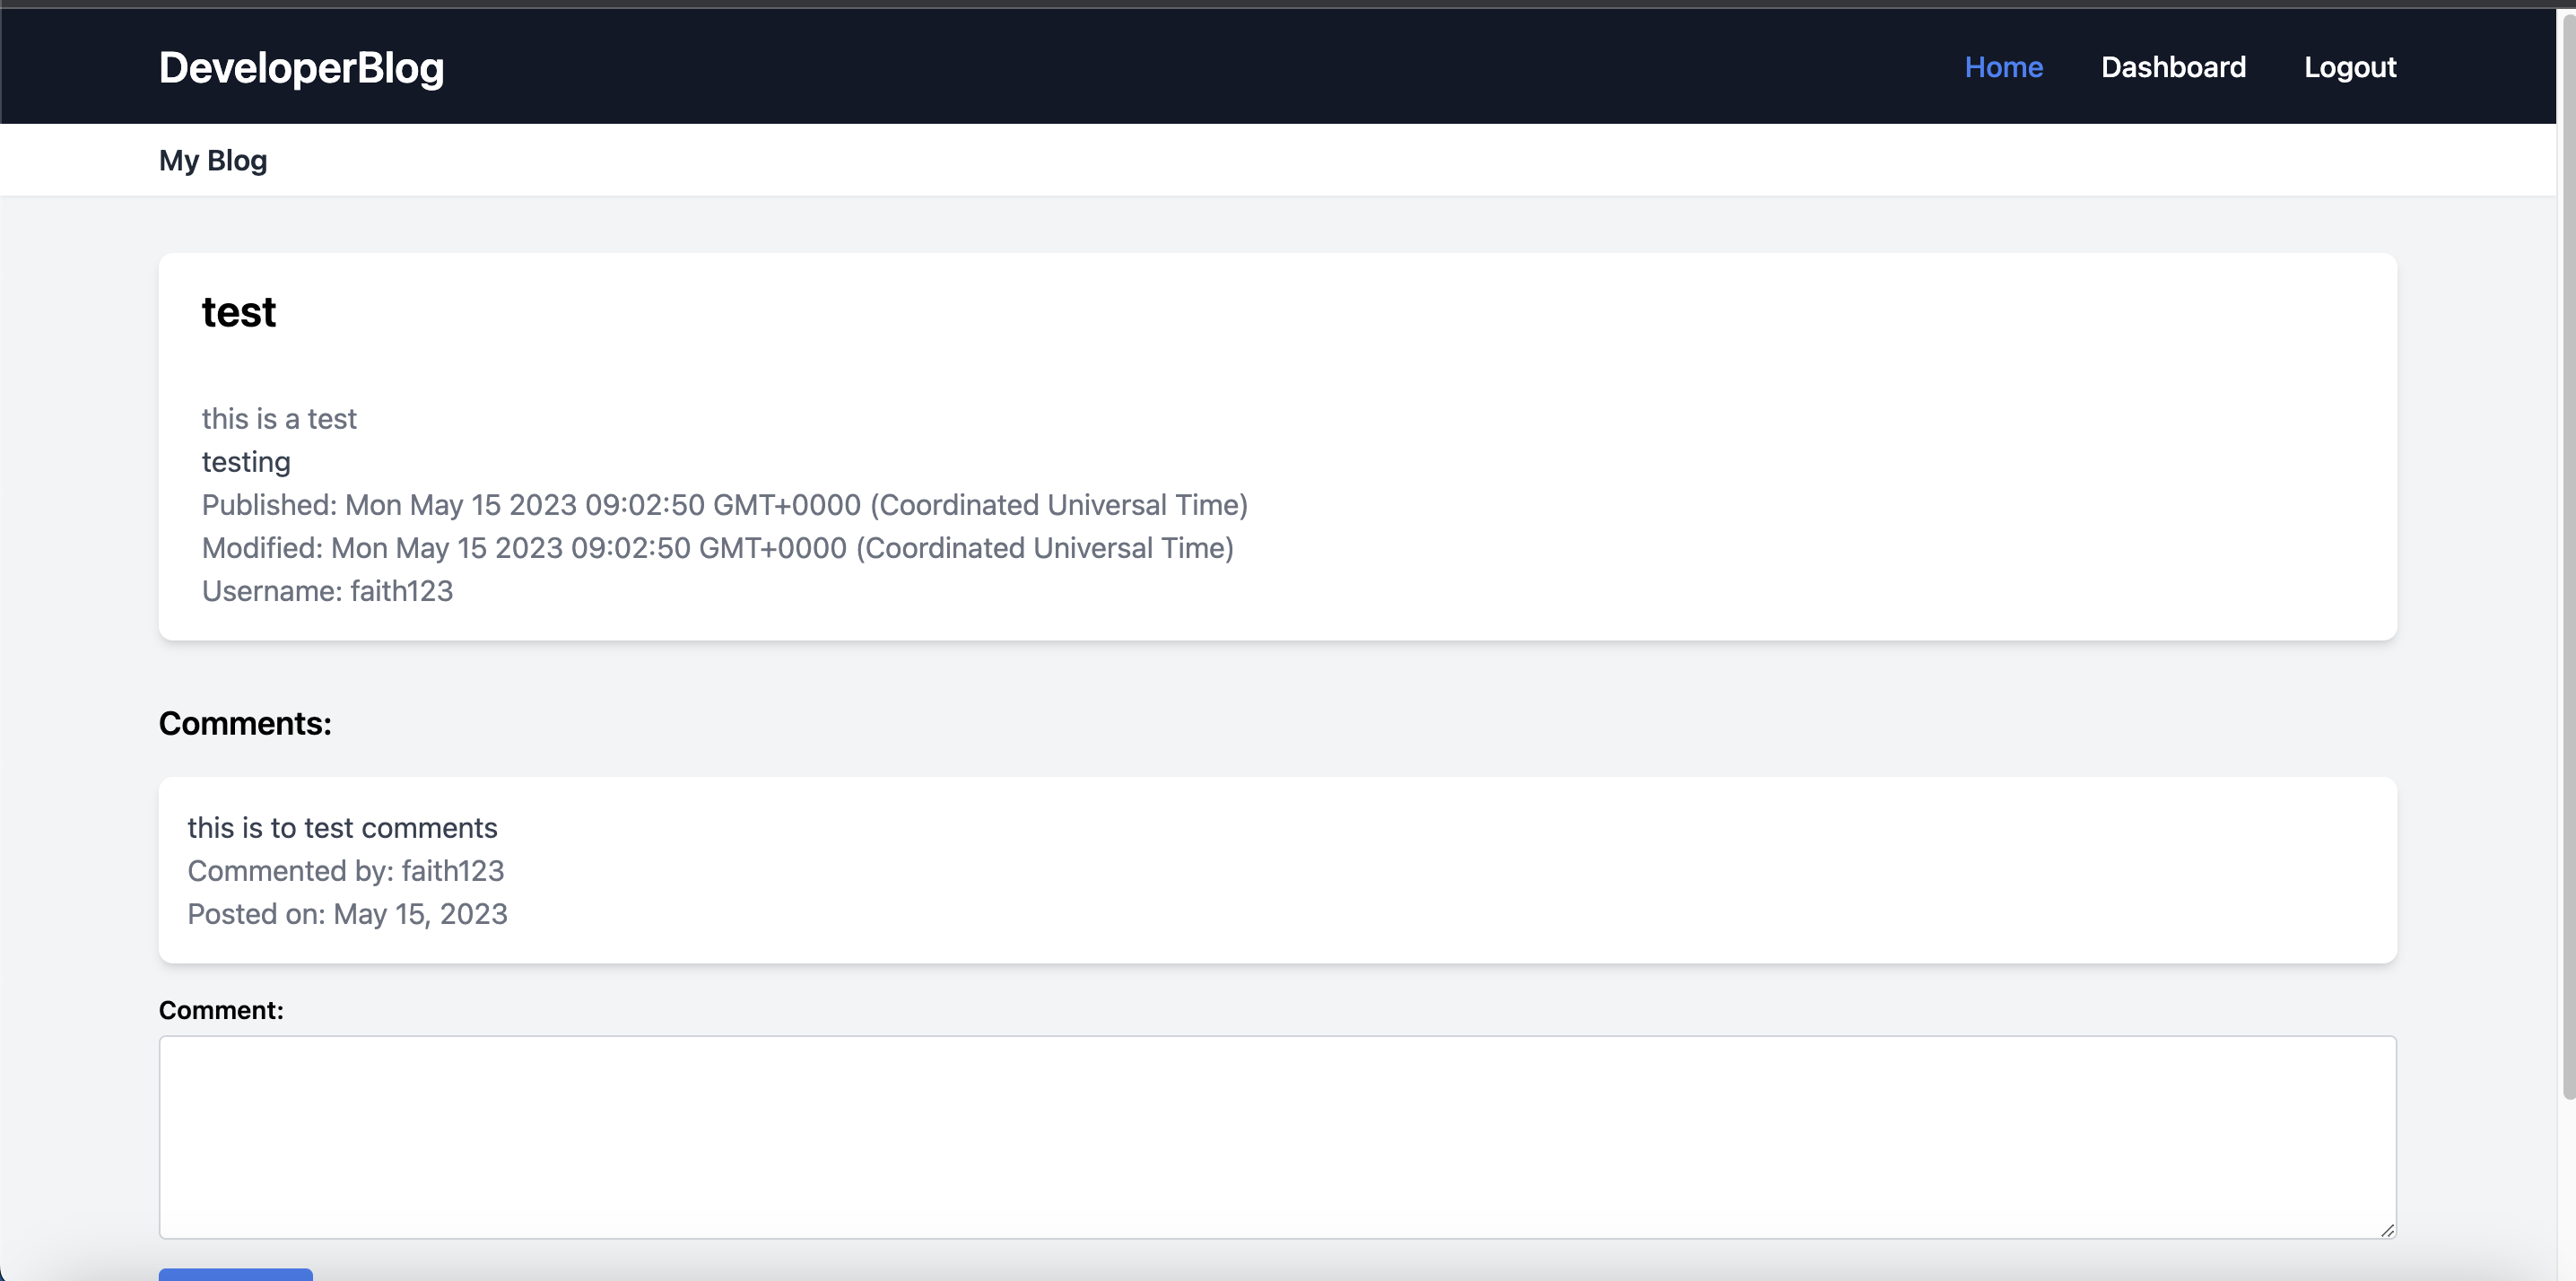 DeveloperBlog
Home Dashboard Logout
My Blog
test
this is a test
testing
Published: Mon May 15 2023 09:02:50 GMT+0000 (Coordinated Universal Time)
Modified: Mon May 15 2023 09:02:50 GMT+0000 (Coordinated Universal Time)
Username: faith123
Comments:
this is to test comments
Commented by: faith123
Posted on: May 15, 2023
Comment: